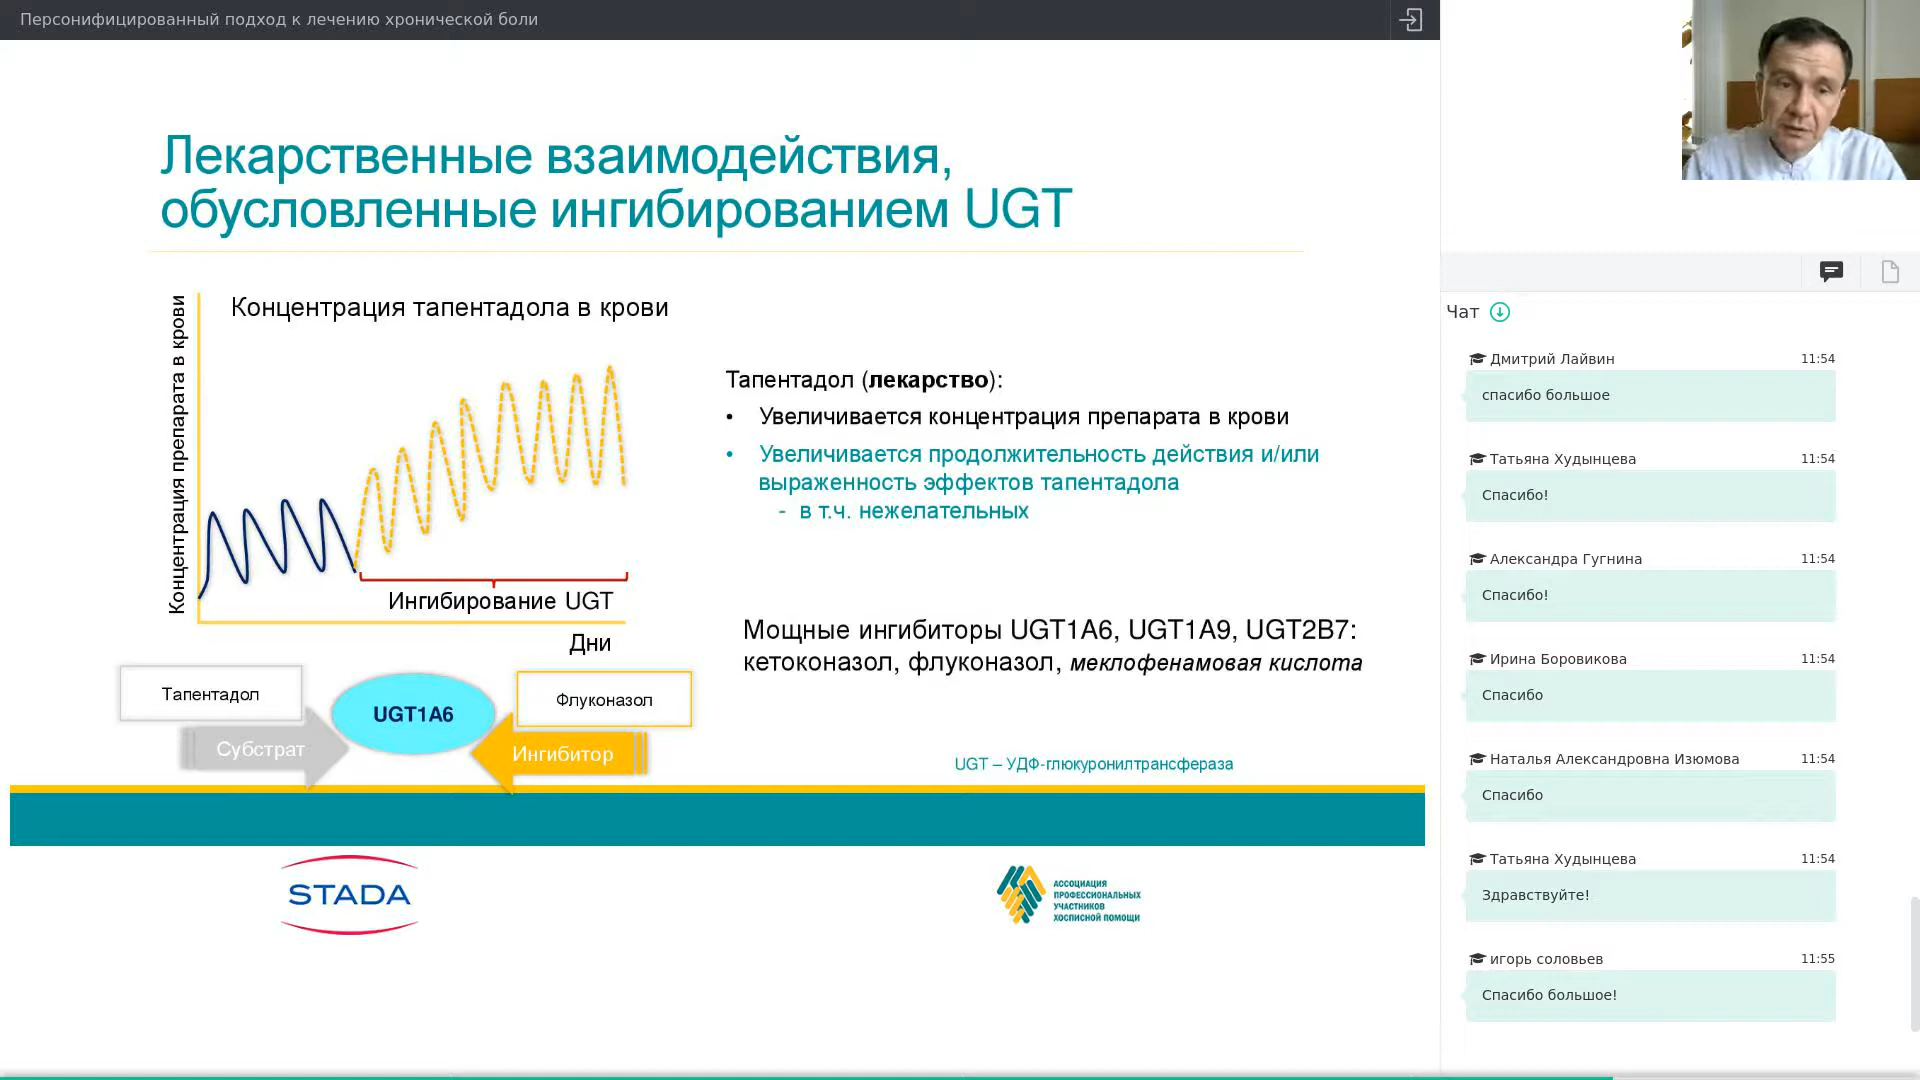 Персонифицированный подход к лечению хронической боли
Лекарственные взаимодействия,
обусловленные ингибированием UGT
Концентрация препарата в крови
Концентрация тапентадола в крови
Ингибирование UGT
Дни
Тапентадол
Субстрат
UGT1A6
Флуконазол
Ингибитор
Тапентадол (лекарство):
• Увеличивается концентрация препарата в крови
• Увеличивается продолжительность действия и/или
выраженность эффектов тапентадола
- в т.ч. нежелательных
Мощные ингибиторы UGT1A6, UGT1A9, UGT2B7:
кетоконазол, флуконазол, меклофенамовая кислота
UGT – УДФ-глюкуронилтрансфераза
STADA
АССОЦИАЦИЯ
ПРОФЕССИОНАЛЬНЫХ
УЧАСТНИКОВ
ХОСПИСНОЙ ПОМОЩИ
Чат
Дмитрий Лайвин 11:54
спасибо большое
Татьяна Худынцева 11:54
Спасибо!
Александра Гугнина 11:54
Спасибо!
Ирина Боровикова 11:54
Спасибо
Наталья Александровна Изюмова 11:54
Спасибо
Татьяна Худынцева 11:54
Здравствуйте!
игорь соловьев 11:55
Спасибо большое!